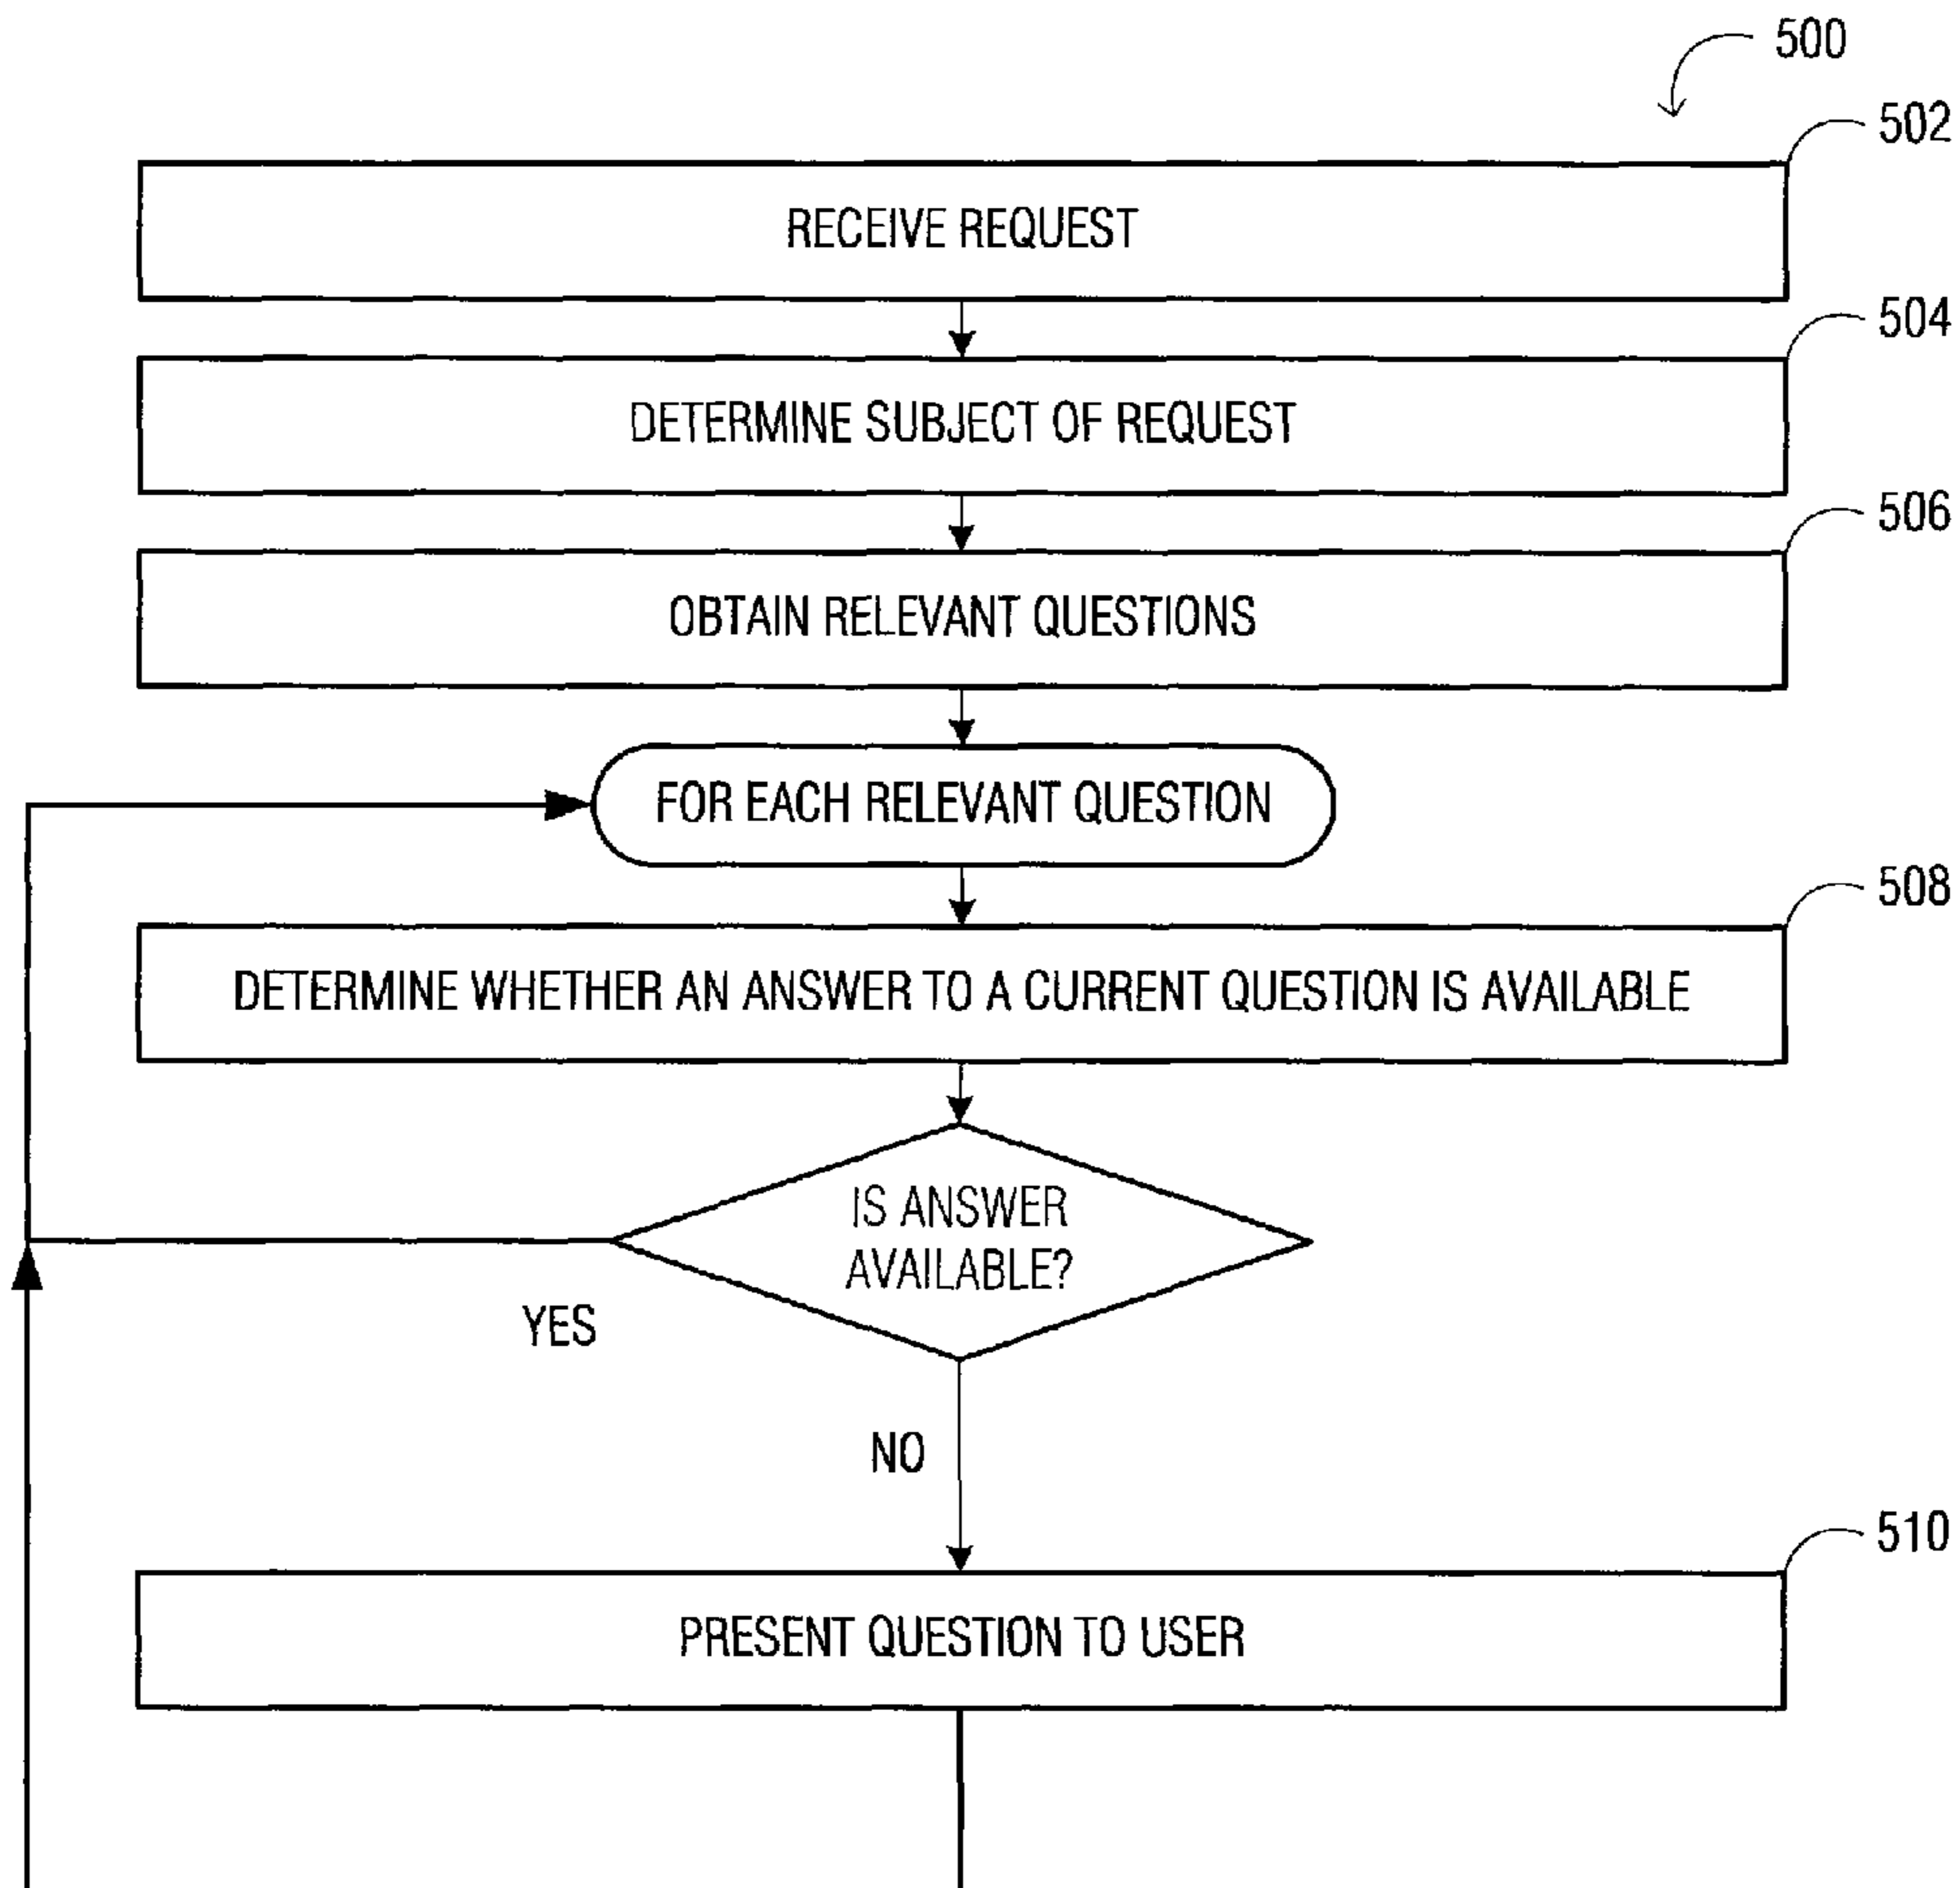 500
502
RECEIVE REQUEST
504
DETERMINE SUBJECT OF REQUEST
506
OBTAIN RELEVANT QUESTIONS
FOR EACH RELEVANT QUESTION
508
DETERMINE WHETHER AN ANSWER TO A CURRENT QUESTION IS AVAILABLE
IS ANSWER
AVAILABLE?
YES
NO
510
PRESENT QUESTION TO USER